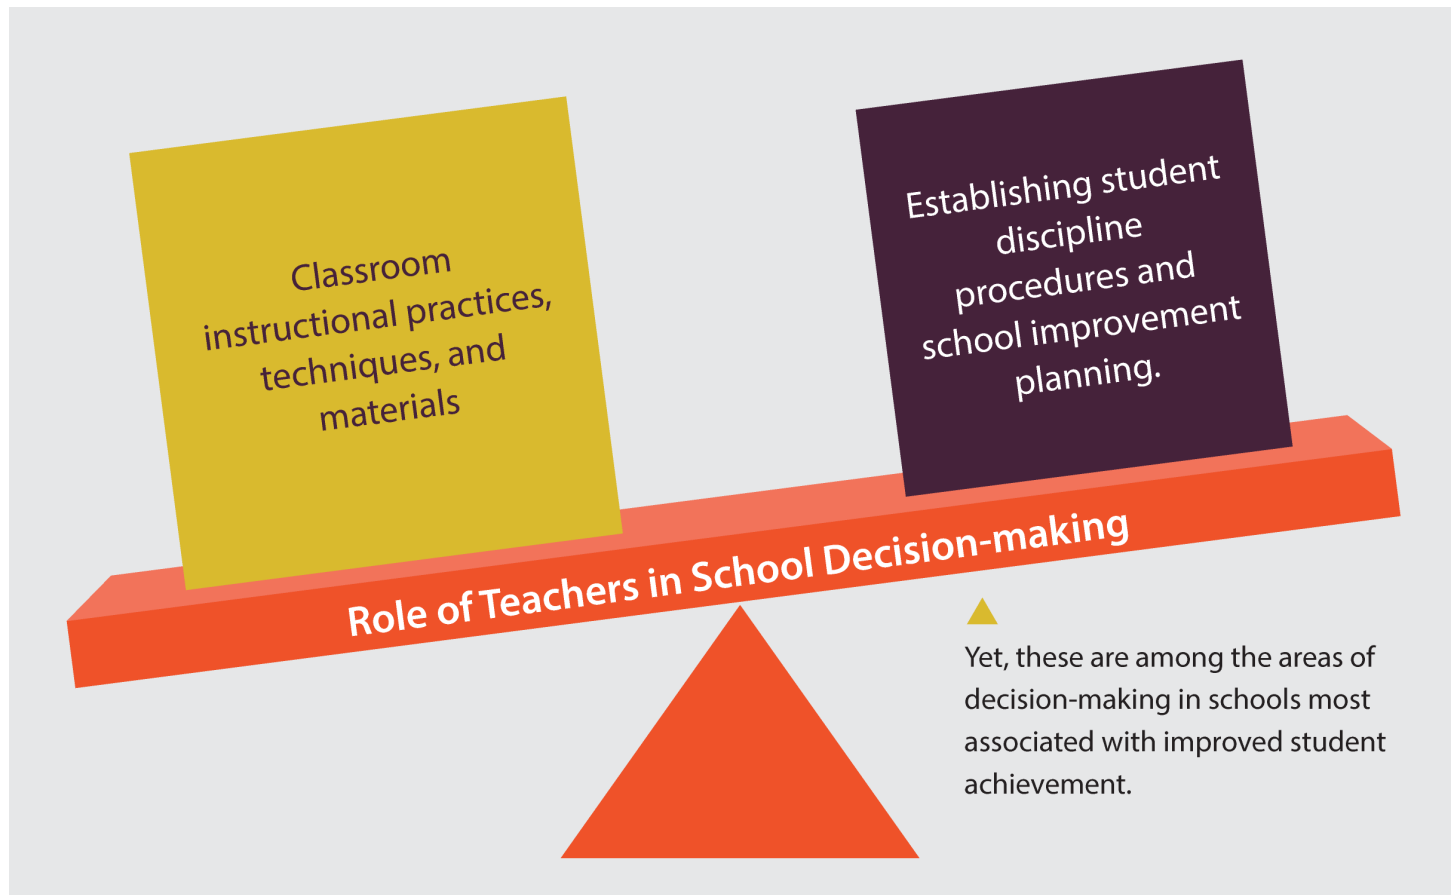 Classroom
instructional practices,
techniques, and
materials
Establishing student
discipline
procedures and
school improvement
planning.
Role of Teachers in School Decision-making
Yet, these are among the areas of
decision-making in schools most
associated with improved student
achievement.